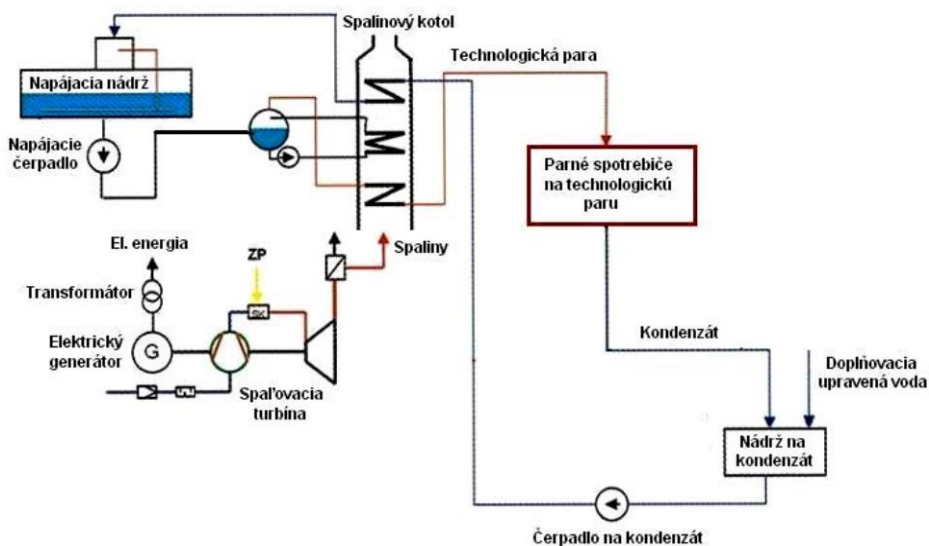 Spalinový kotol
Technologická para
Napájacia nádrž
Napájacie
čerpadlo
Parné spotrebiče
na technologickú
paru
El. energia
Spaliny
ZP
Transformátor
SK
Elektrický
generátor
G
Kondenzát
Spaľovacia
turbína
Doplňovacia
upravená voda
Nádrž na
kondenzát
Čerpadlo na kondenzát